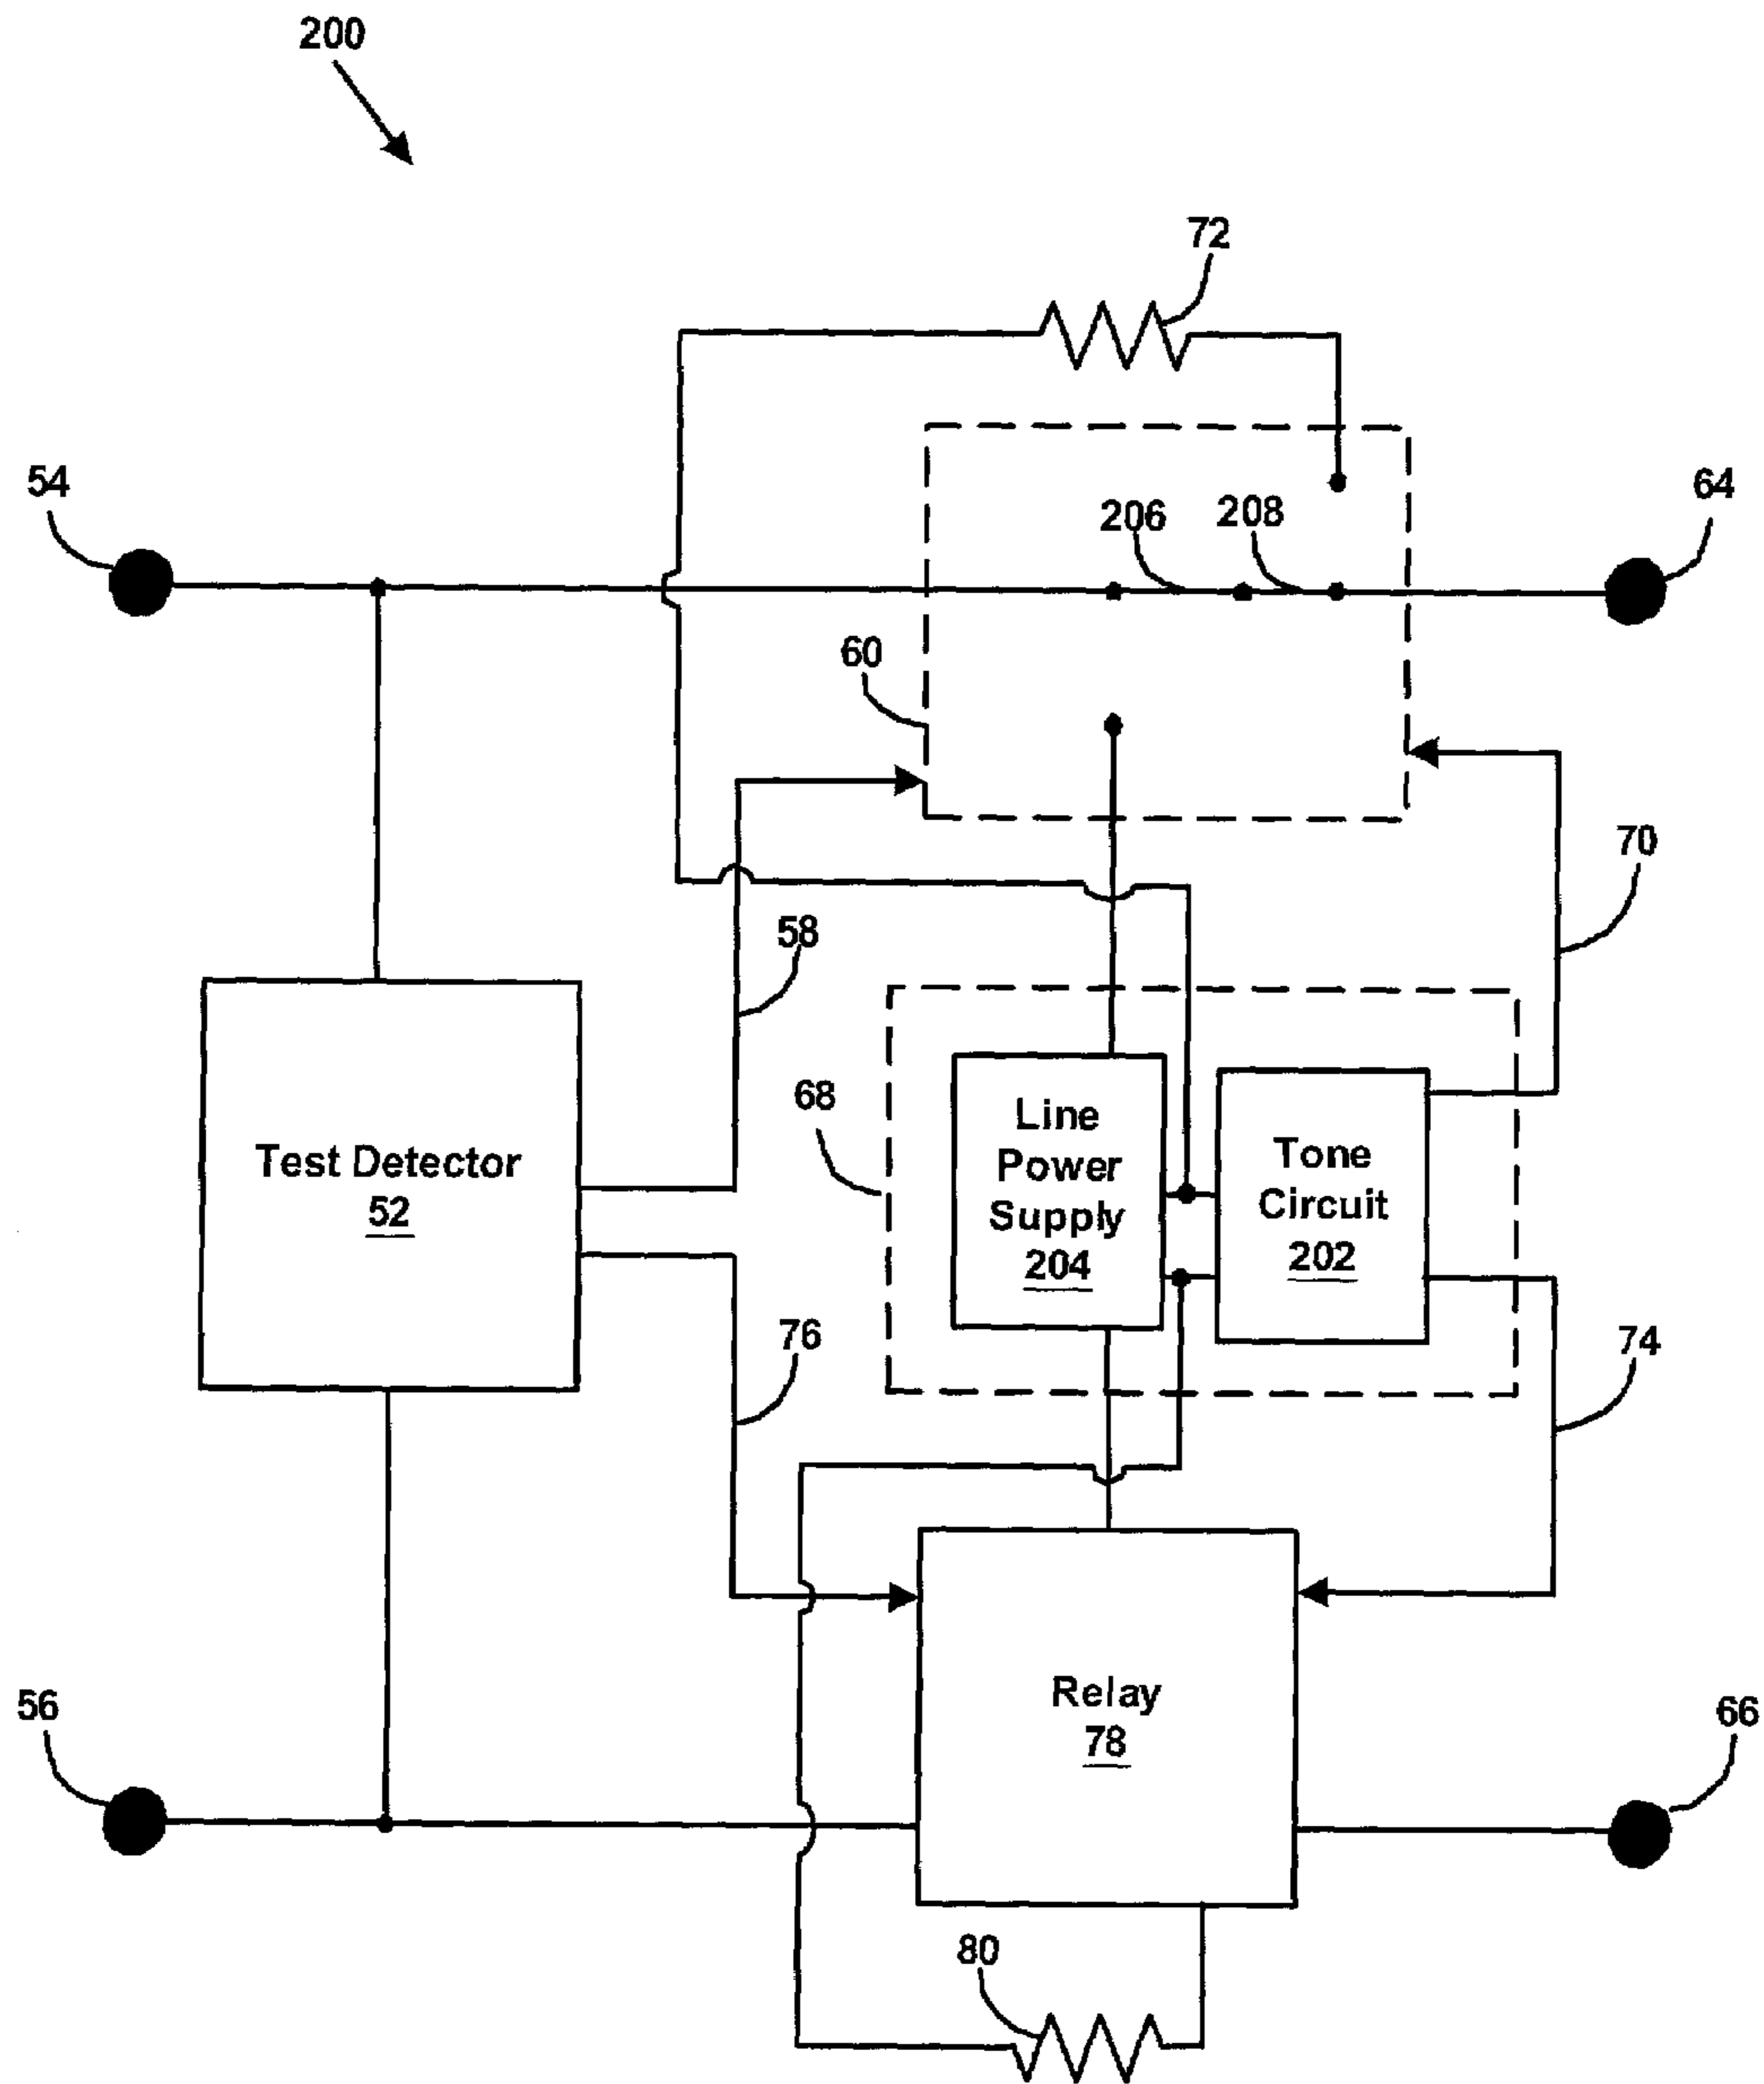 200
72
54
64
206 208
60
70
58
68
Line
Power
Supply
204
Tone
Circuit
202
Test Detector
52
76
74
56
66
Relay
78
80